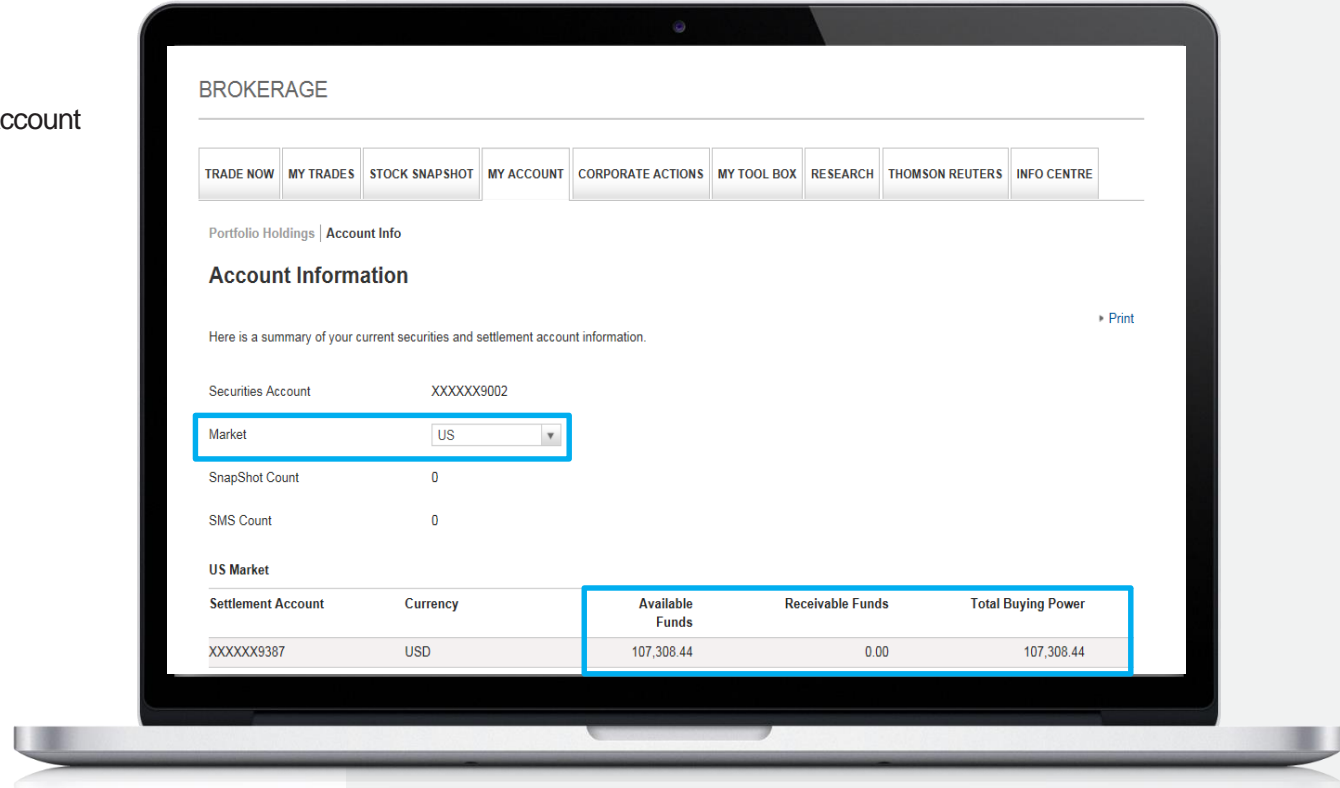 ccount
BROKERAGE
TRADE NOW MY TRADES STOCK SNAPSHOT MY ACCOUNT CORPORATE ACTIONS MY TOOL BOX RESEARCH THOMSON REUTERS INFO CENTRE
Portfolio Holdings | Account Info
Account Information
Print
Here is a summary of your current securities and settlement account information.
Securities Account XXXXXX9002
Market US
SnapShot Count 0
SMS Count 0
US Market
Settlement Account Currency Available Funds Receivable Funds Total Buying Power
XXXXXX9387 USD 107,308.44 0.00 107,308.44